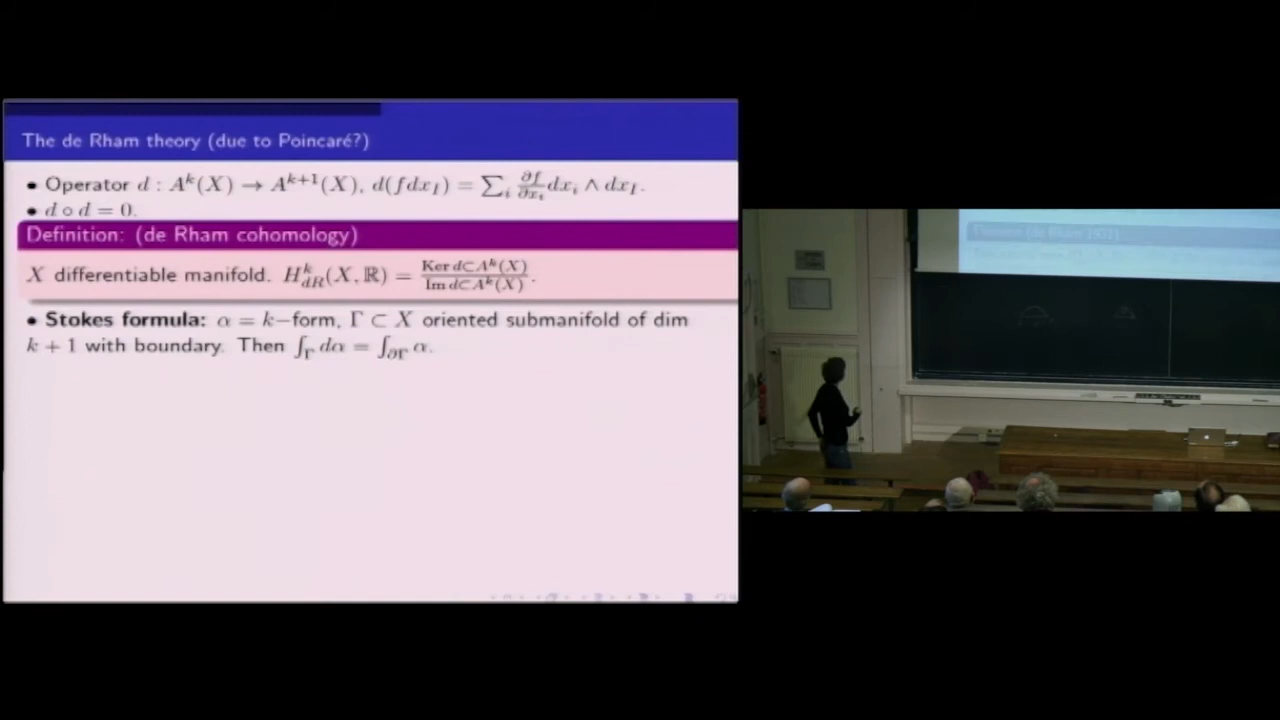 The de Rham theory (due to Poincaré?)
• Operator d : A^k(X) → A^{k+1}(X), d(fdx_I) = ∑_i ∂f/∂x_i dx_i ∧ dx_I.
• d ∘ d = 0.
Definition: (de Rham cohomology)
X differentiable manifold. H^k_{dR}(X, ℝ) = Ker d⊂A^k(X) / Im d⊂A^k(X).
• Stokes formula: α = k−form, Γ ⊂ X oriented submanifold of dim
k + 1 with boundary. Then ∫_Γ dα = ∫_{∂Γ} α.